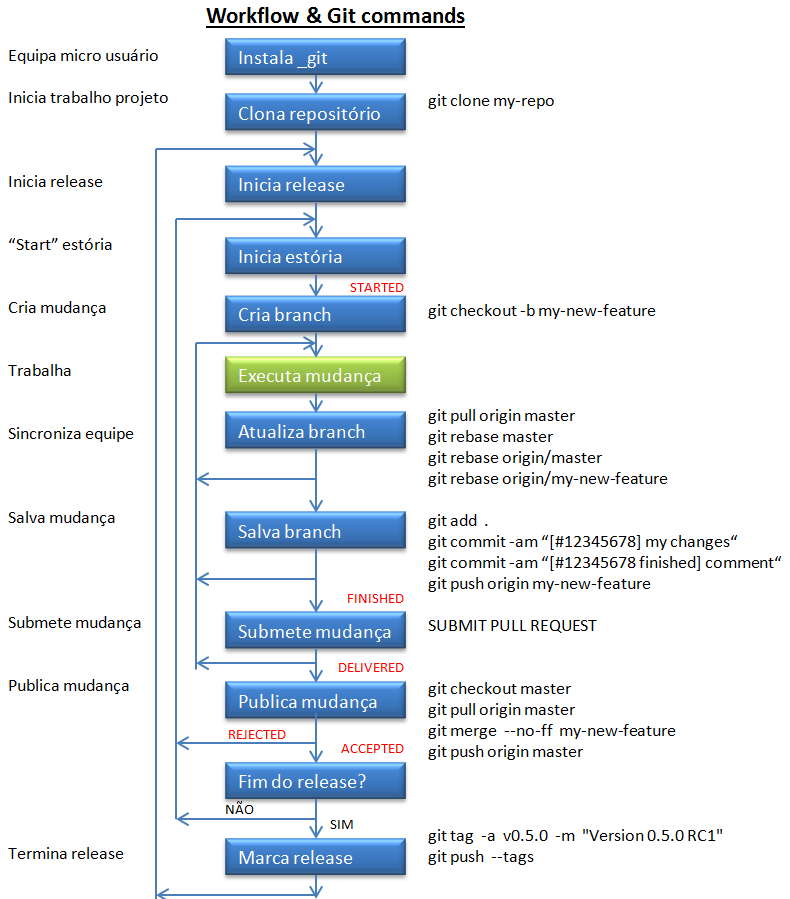 Workflow & Git commands
Equipa micro usuário
Instala _git
Inicia trabalho projeto
Clona repositório
git clone my-repo
Inicia release
Inicia release
“Start” estória
Inicia estória
STARTED
Cria mudança
Cria branch
git checkout -b my-new-feature
Trabalha
Executa mudança
Sincroniza equipe
Atualiza branch
git pull origin master
git rebase master
git rebase origin/master
git rebase origin/my-new-feature
Salva mudança
Salva branch
git add .
git commit -am “[#12345678] my changes“
git commit -am “[#12345678 finished] comment“
git push origin my-new-feature
FINISHED
Submete mudança
Submete mudança
SUBMIT PULL REQUEST
DELIVERED
Publica mudança
Publica mudança
git checkout master
git pull origin master
git merge --no-ff my-new-feature
git push origin master
REJECTED
ACCEPTED
Fim do release?
NÃO
SIM
Termina release
Marca release
git tag -a v0.5.0 -m "Version 0.5.0 RC1"
git push --tags